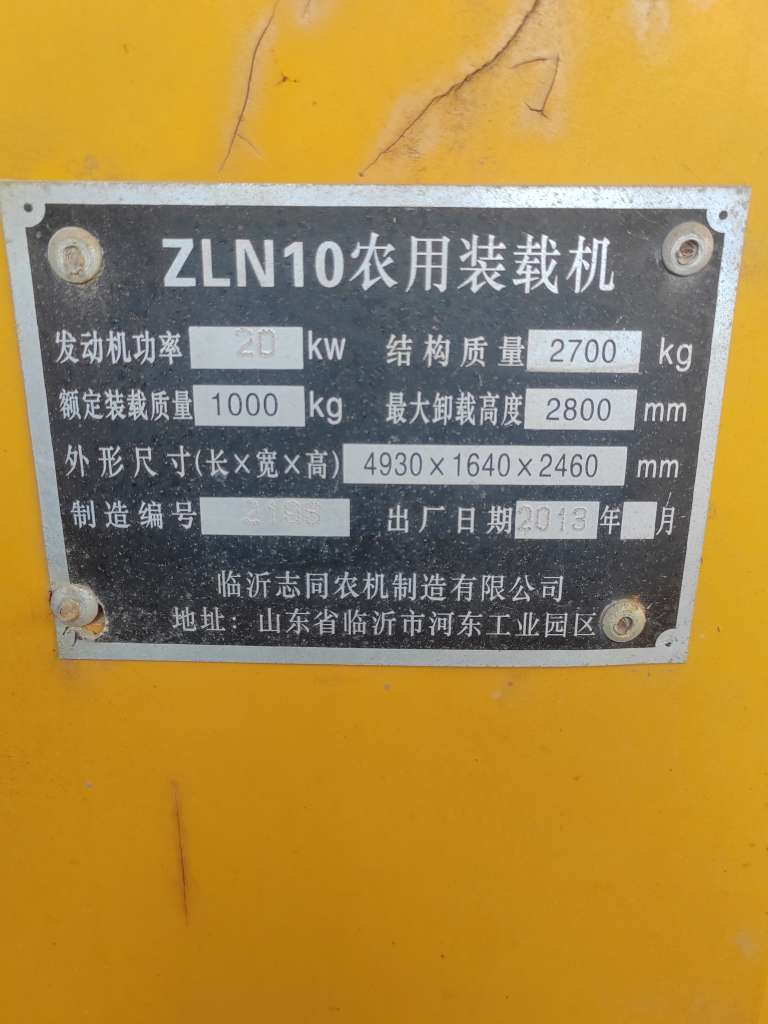 ZLN10农用装载机
发动机功率 20 kw 结构质量 2700 kg
额定装载质量 1000 kg 最大卸载高度 2800 mm
外形尺寸(长×宽×高) 4930×1640×2460 mm
制造编号 出厂日期 2013 年 月
临沂志同农机制造有限公司
地址：山东省临沂市河东工业园区